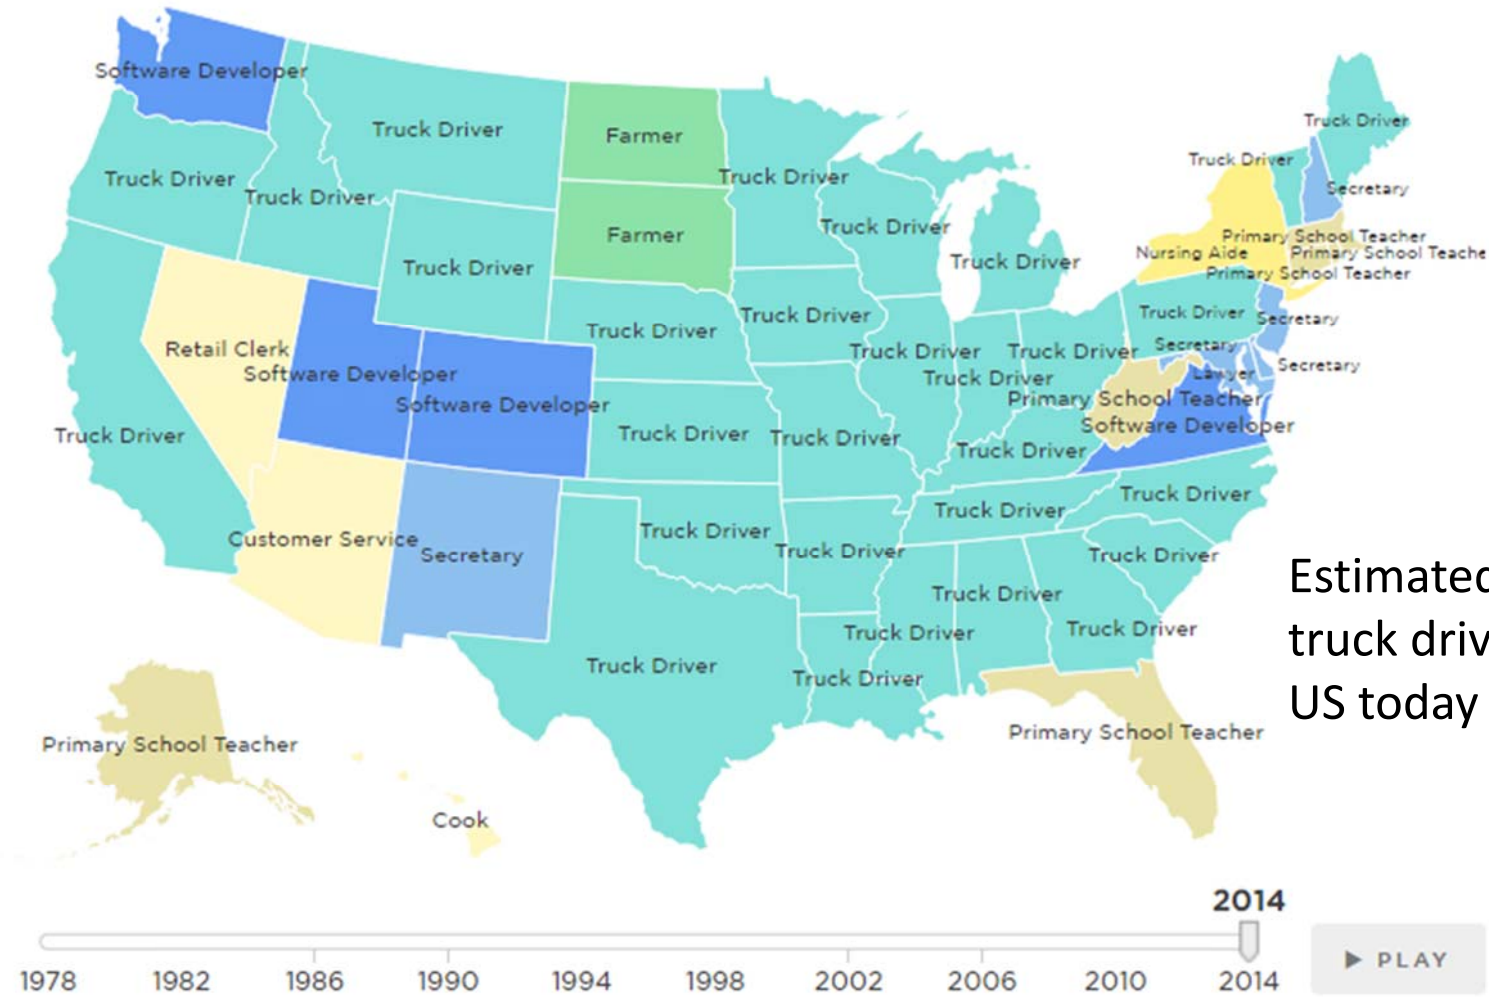 Software Developer
Truck Driver
Farmer
Truck Driver
Truck Driver
Secretary
Truck Driver
Truck Driver
Truck Driver
Truck Driver
Farmer
Truck Driver
Primary School Teacher
Nursing Aide
Primary School Teache
Primary School Teacher
Truck Driver
Truck Driver
Truck Driver
Truck Driver
Truck Driver
Secretary
Retail Clerk
Truck Driver
Truck Driver
Secretary
Secretary
Software Developer
Truck Driver
Lawyer
Software Developer
Primary School Teacher
Truck Driver
Truck Driver
Truck Driver
Software Developer
Truck Driver
Truck Driver
Truck Driver
Customer Service
Secretary
Truck Driver
Truck Driver
Truck Driver
Truck Driver
Truck Driver
Truck Driver
Truck Driver
Truck Driver
Primary School Teacher
Primary School Teacher
Cook
Estimated
truck driv
US today
2014
1978 1982 1986 1990 1994 1998 2002 2006 2010 2014
PLAY